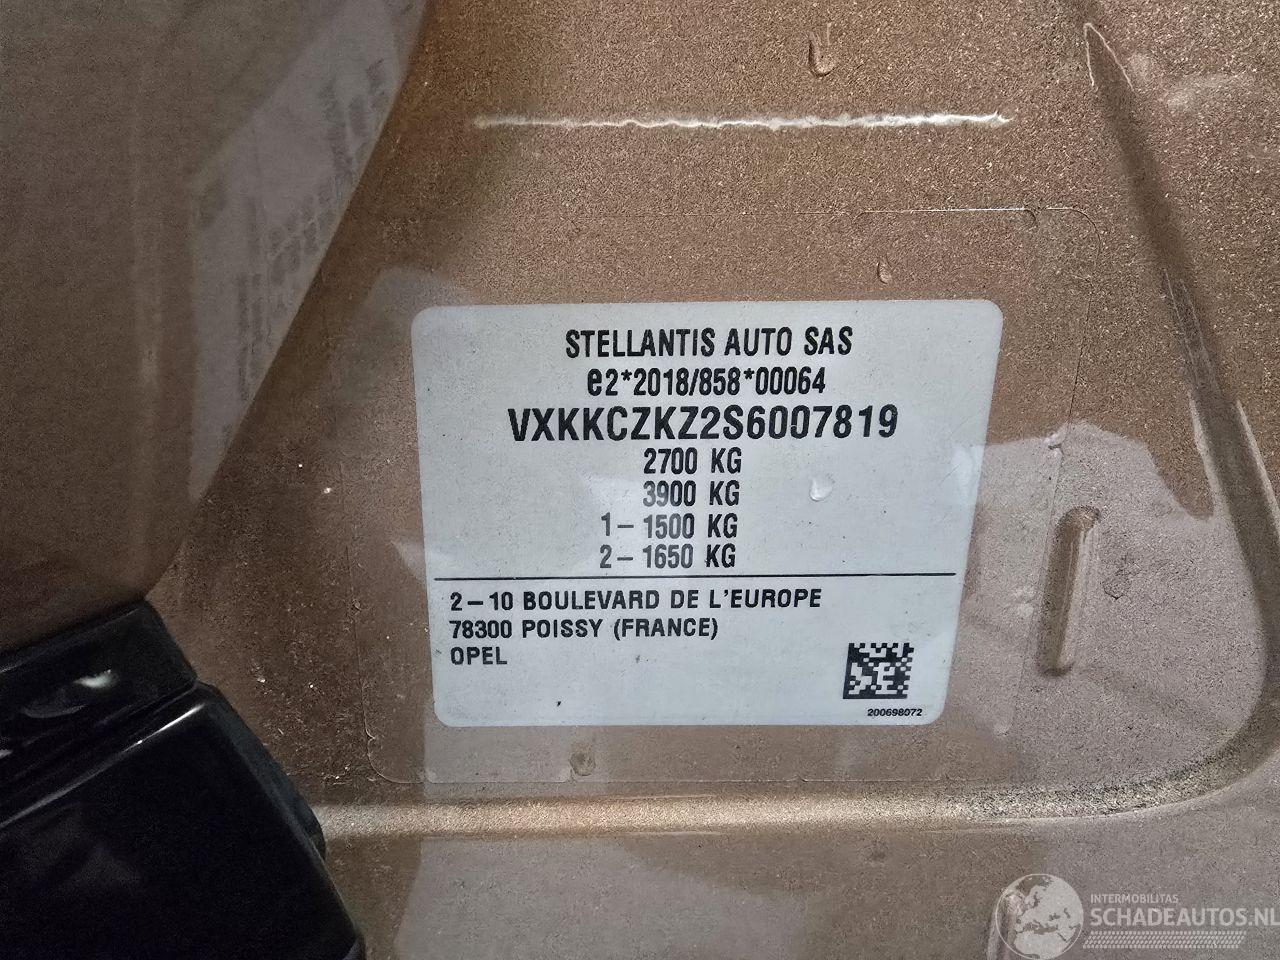 STELLANTIS AUTO SAS
e2*2018/858*00064
VXKKCZKZ2S6007819
2700 KG
3900 KG
1-1500 KG
2-1650 KG
2-10 BOULEVARD DE L'EUROPE
78300 POISSY (FRANCE)
OPEL
200698072
INTERMOBILITAS
SCHADEAUTOS.NL